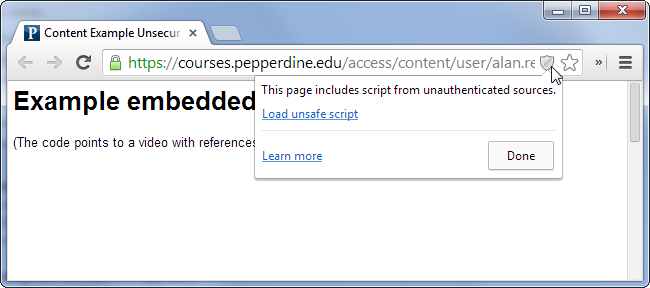 Content Example Unsecur
https://courses.pepperdine.edu/access/content/user/alan.re
Example embedded
This page includes script from unauthenticated sources.
Load unsafe script
(The code points to a video with references
Learn more
Done